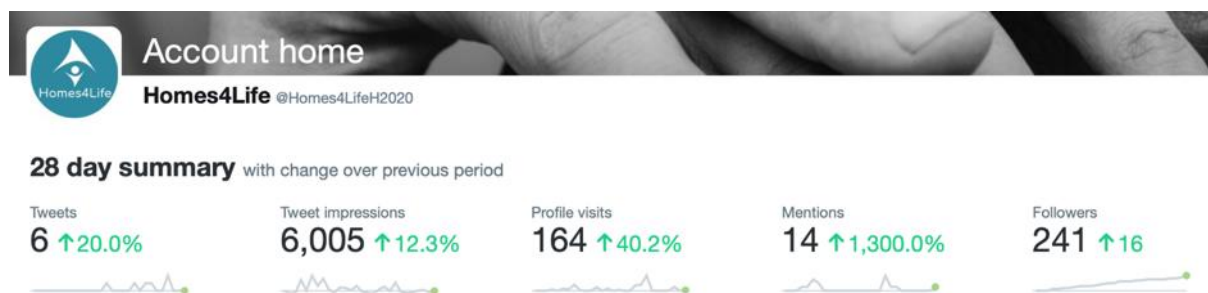 Account home
Homes4Life
Homes4Life @Homes4LifeH2020
28 day summary with change over previous period
Tweets Tweet impressions Profile visits Mentions Followers
6 ↑20.0% 6,005 ↑12.3% 164 ↑40.2% 14 ↑1,300.0% 241 ↑16